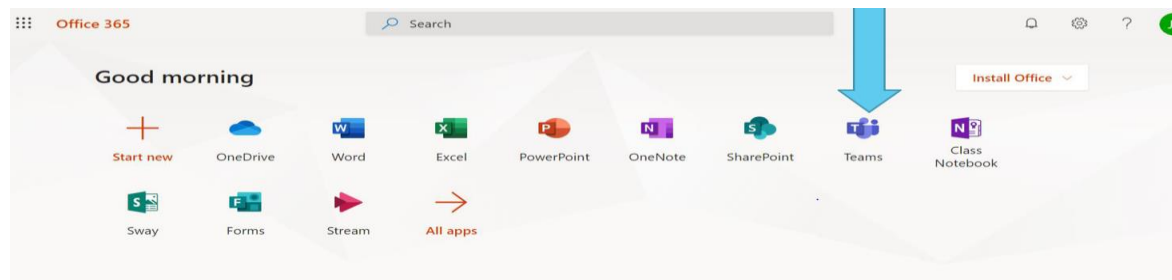 Office 365
Search
?
J
Good morning
Install Office
Start new
OneDrive
W
Word
X
Excel
P
PowerPoint
N
OneNote
S
SharePoint
T
Teams
N
Class
Notebook
S
Sway
F
Forms
Stream
All apps